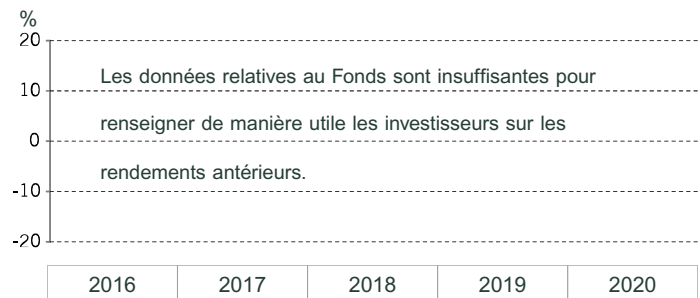 %
20
Les données relatives au Fonds sont insuffisantes pour
10
renseigner de manière utile les investisseurs sur les
0
rendements antérieurs.
-10
-20
2016 2017 2018 2019 2020